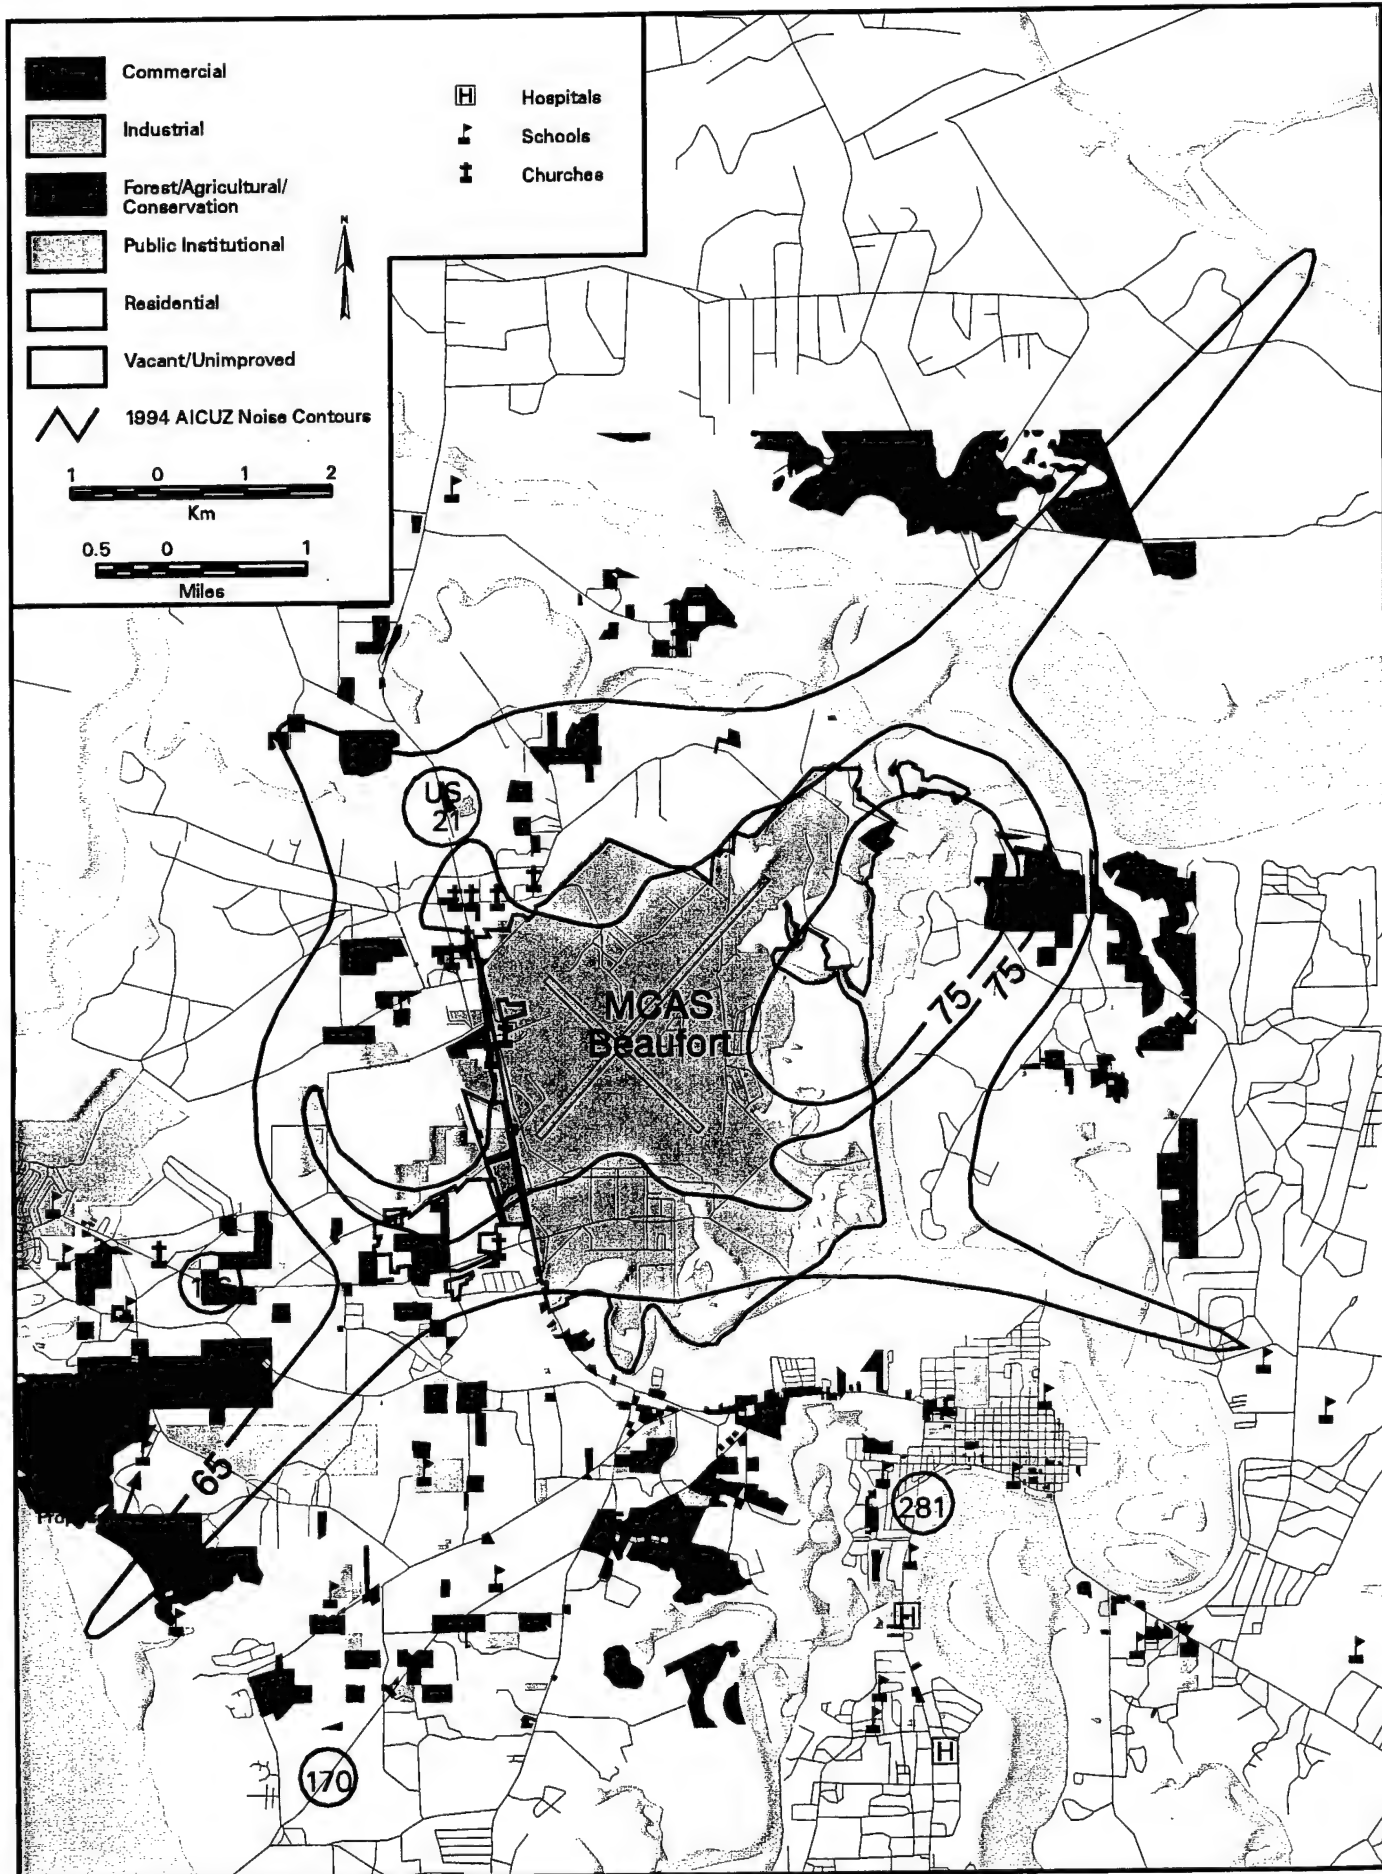 Commercial
Industrial
Forest/Agricultural/
Conservation
Public Institutional
Residential
Vacant/Unimproved
1994 AICUZ Noise Contours
H Hospitals
Schools
Churches
N
1 0 1 2
Km
0.5 0 1
Miles
US
21
MCAS
Beaufort
75
75
65
281
H
H
170